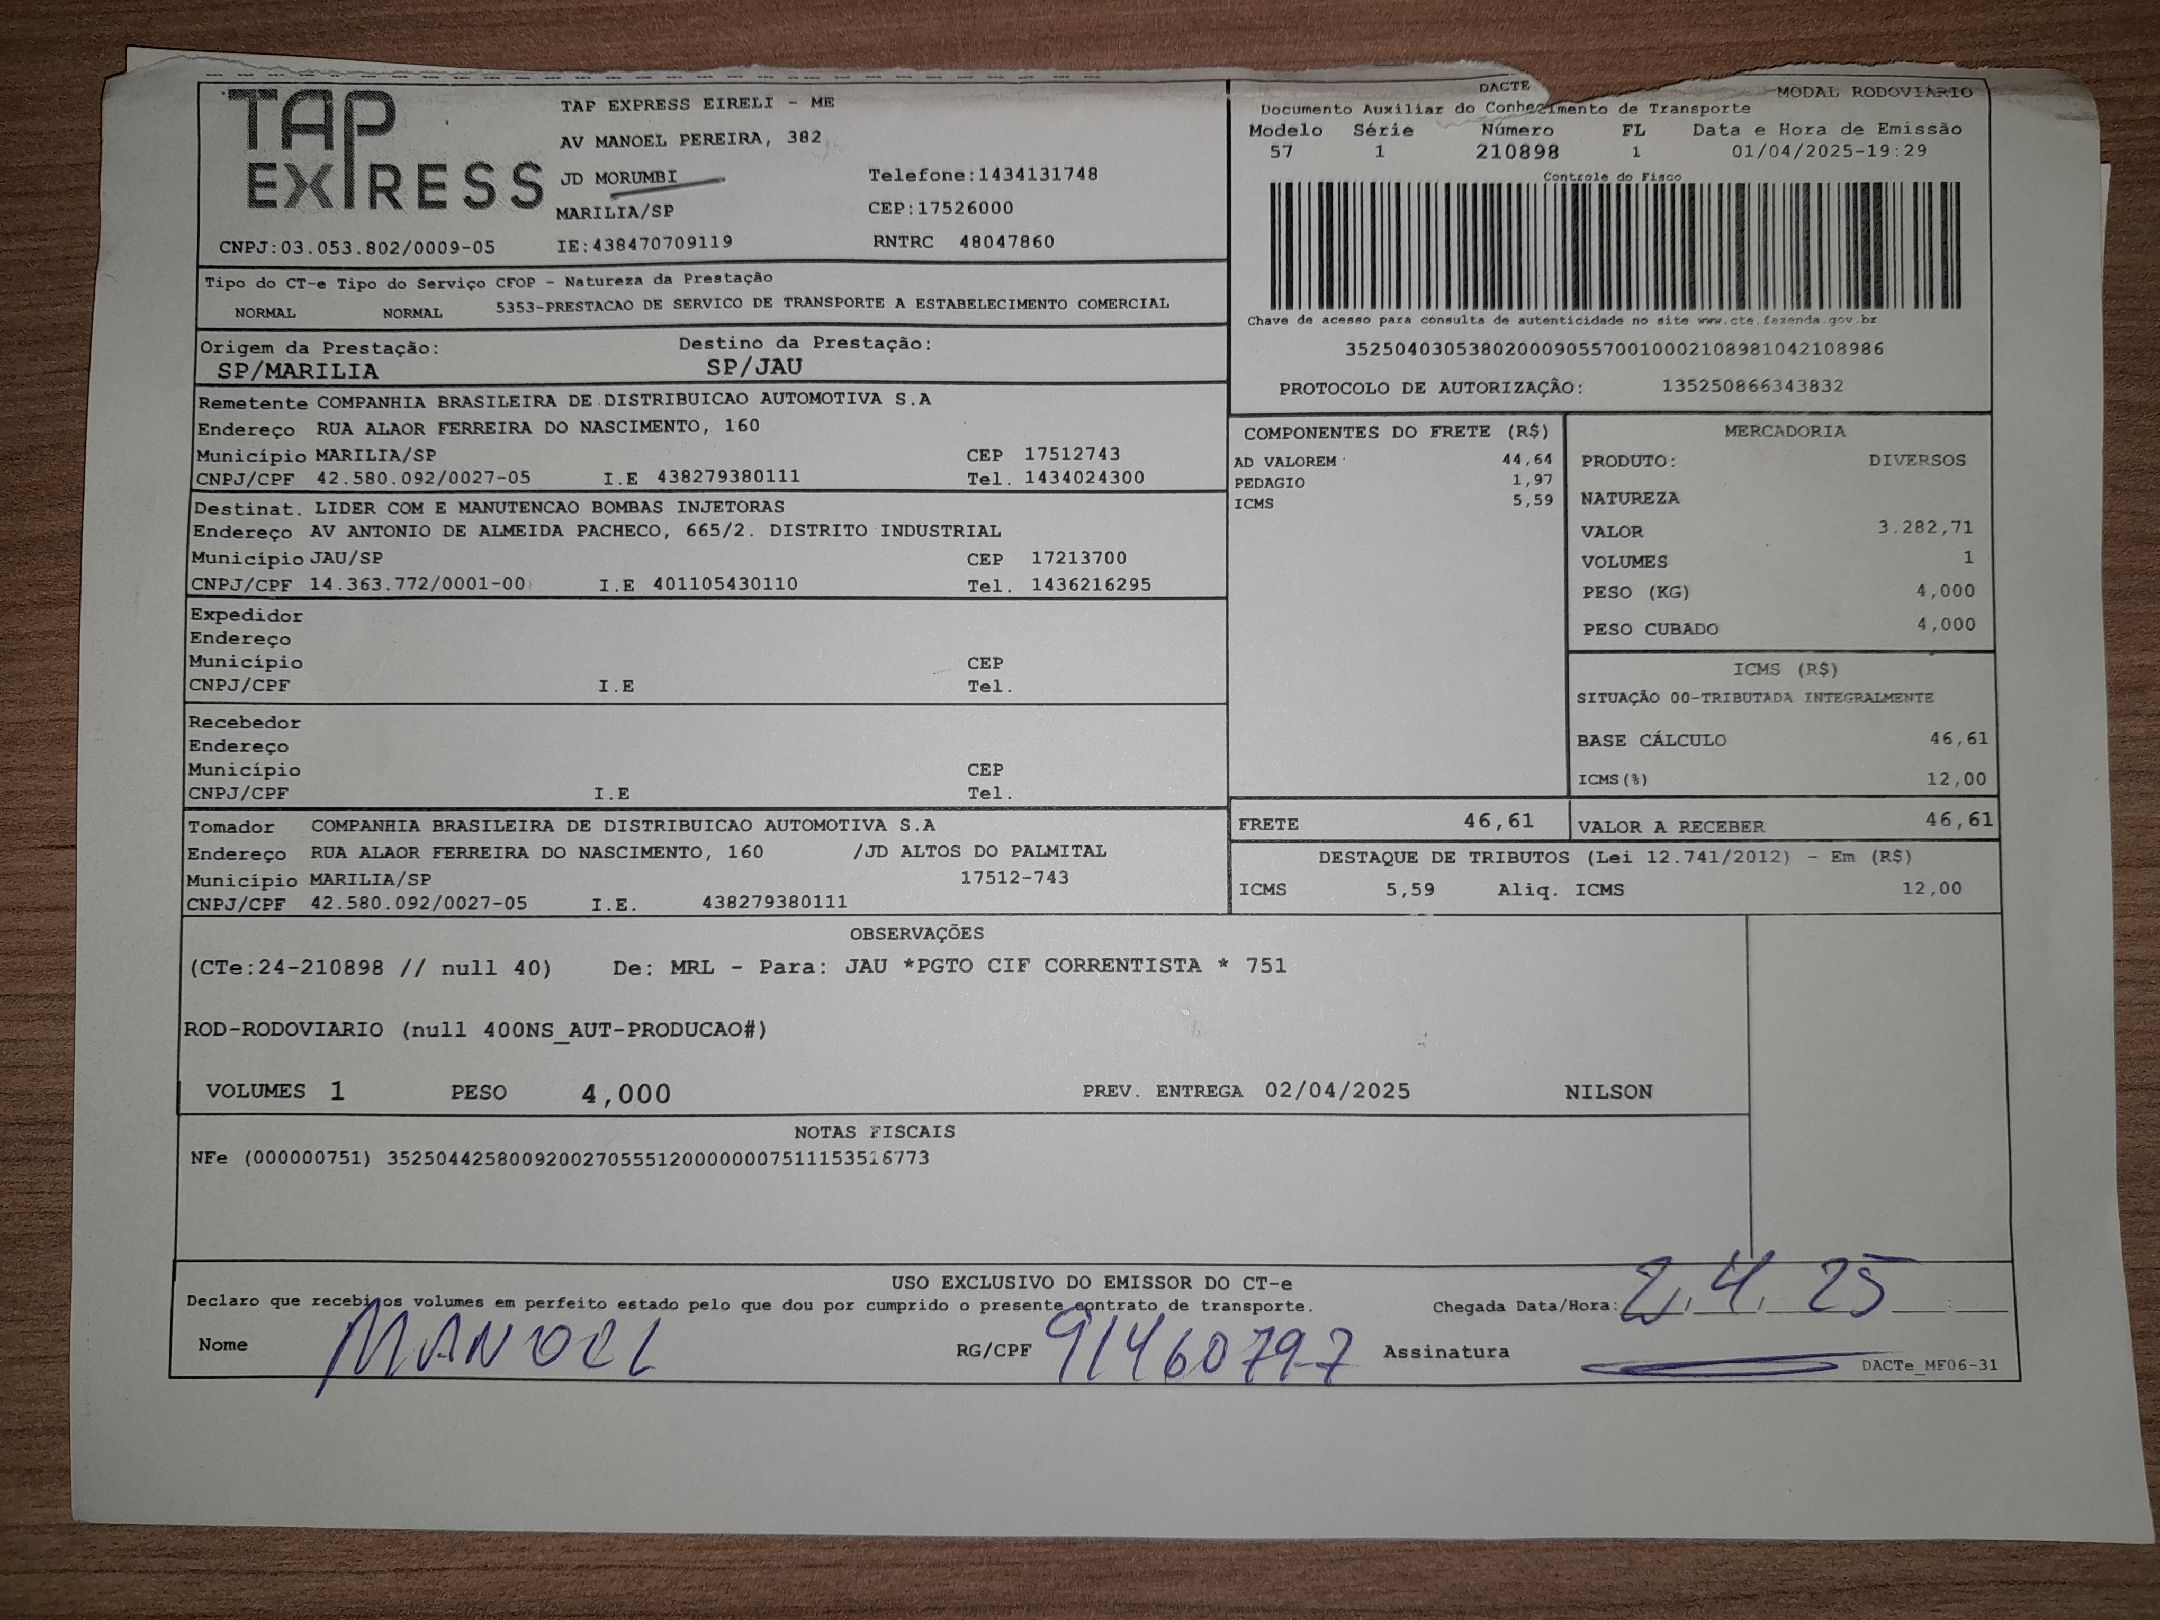 TAP EXPRESS
TAP EXPRESS EIRELI - ME
AV MANOEL PEREIRA, 382
JD MORUMBI Telefone:1434131748
MARILIA/SP CEP:17526000
CNPJ:03.053.802/0009-05 IE:438470709119 RNTRC 48047860
DACTE MODAL RODOVIÁRIO
Documento Auxiliar do Conhecimento de Transporte
Modelo Série Número FL Data e Hora de Emissão
57 1 210898 1 01/04/2025-19:29
Controle do Fisco
Chave de acesso para consulta de autenticidade no site www.cte.fazenda.gov.br
35250403053802000905570010002108981042108986
PROTOCOLO DE AUTORIZAÇÃO: 135250866343832
Tipo do CT-e Tipo do Serviço CFOP - Natureza da Prestação
NORMAL NORMAL 5353-PRESTACAO DE SERVICO DE TRANSPORTE A ESTABELECIMENTO COMERCIAL
Origem da Prestação: Destino da Prestação:
SP/MARILIA SP/JAU
Remetente COMPANHIA BRASILEIRA DE DISTRIBUICAO AUTOMOTIVA S.A
Endereço RUA ALAOR FERREIRA DO NASCIMENTO, 160
Município MARILIA/SP CEP 17512743
CNPJ/CPF 42.580.092/0027-05 I.E 438279380111 Tel. 1434024300
Destinat. LIDER COM E MANUTENCAO BOMBAS INJETORAS
Endereço AV ANTONIO DE ALMEIDA PACHECO, 665/2. DISTRITO INDUSTRIAL
Município JAU/SP CEP 17213700
CNPJ/CPF 14.363.772/0001-00 I.E 401105430110 Tel. 1436216295
Expedidor
Endereço
Município CEP
CNPJ/CPF I.E Tel.
Recebedor
Endereço
Município CEP
CNPJ/CPF I.E Tel.
Tomador COMPANHIA BRASILEIRA DE DISTRIBUICAO AUTOMOTIVA S.A
Endereço RUA ALAOR FERREIRA DO NASCIMENTO, 160 /JD ALTOS DO PALMITAL
Município MARILIA/SP 17512-743
CNPJ/CPF 42.580.092/0027-05 I.E. 438279380111
COMPONENTES DO FRETE (R$)
AD VALOREM 44,64
PEDAGIO 1,97
ICMS 5,59
MERCADORIA
PRODUTO: DIVERSOS
NATUREZA
VALOR 3.282,71
VOLUMES 1
PESO (KG) 4,000
PESO CUBADO 4,000
ICMS (R$)
SITUAÇÃO 00-TRIBUTADA INTEGRALMENTE
BASE CÁLCULO 46,61
ICMS(%) 12,00
FRETE 46,61 VALOR A RECEBER 46,61
DESTAQUE DE TRIBUTOS (Lei 12.741/2012) - Em (R$)
ICMS 5,59 Aliq. ICMS 12,00
OBSERVAÇÕES
(CTe:24-210898 // null 40) De: MRL - Para: JAU *PGTO CIF CORRENTISTA * 751
ROD-RODOVIARIO (null 400NS_AUT-PRODUCAO#)
VOLUMES 1 PESO 4,000 PREV. ENTREGA 02/04/2025 NILSON
NOTAS FISCAIS
NFe (000000751) 35250442580092002705551200000007511153516773
USO EXCLUSIVO DO EMISSOR DO CT-e
Declaro que recebi os volumes em perfeito estado pelo que dou por cumprido o presente contrato de transporte. Chegada Data/Hora: 2/4/25
Nome MANOEL RG/CPF 9146079-7 Assinatura
DACTe_MF06-31